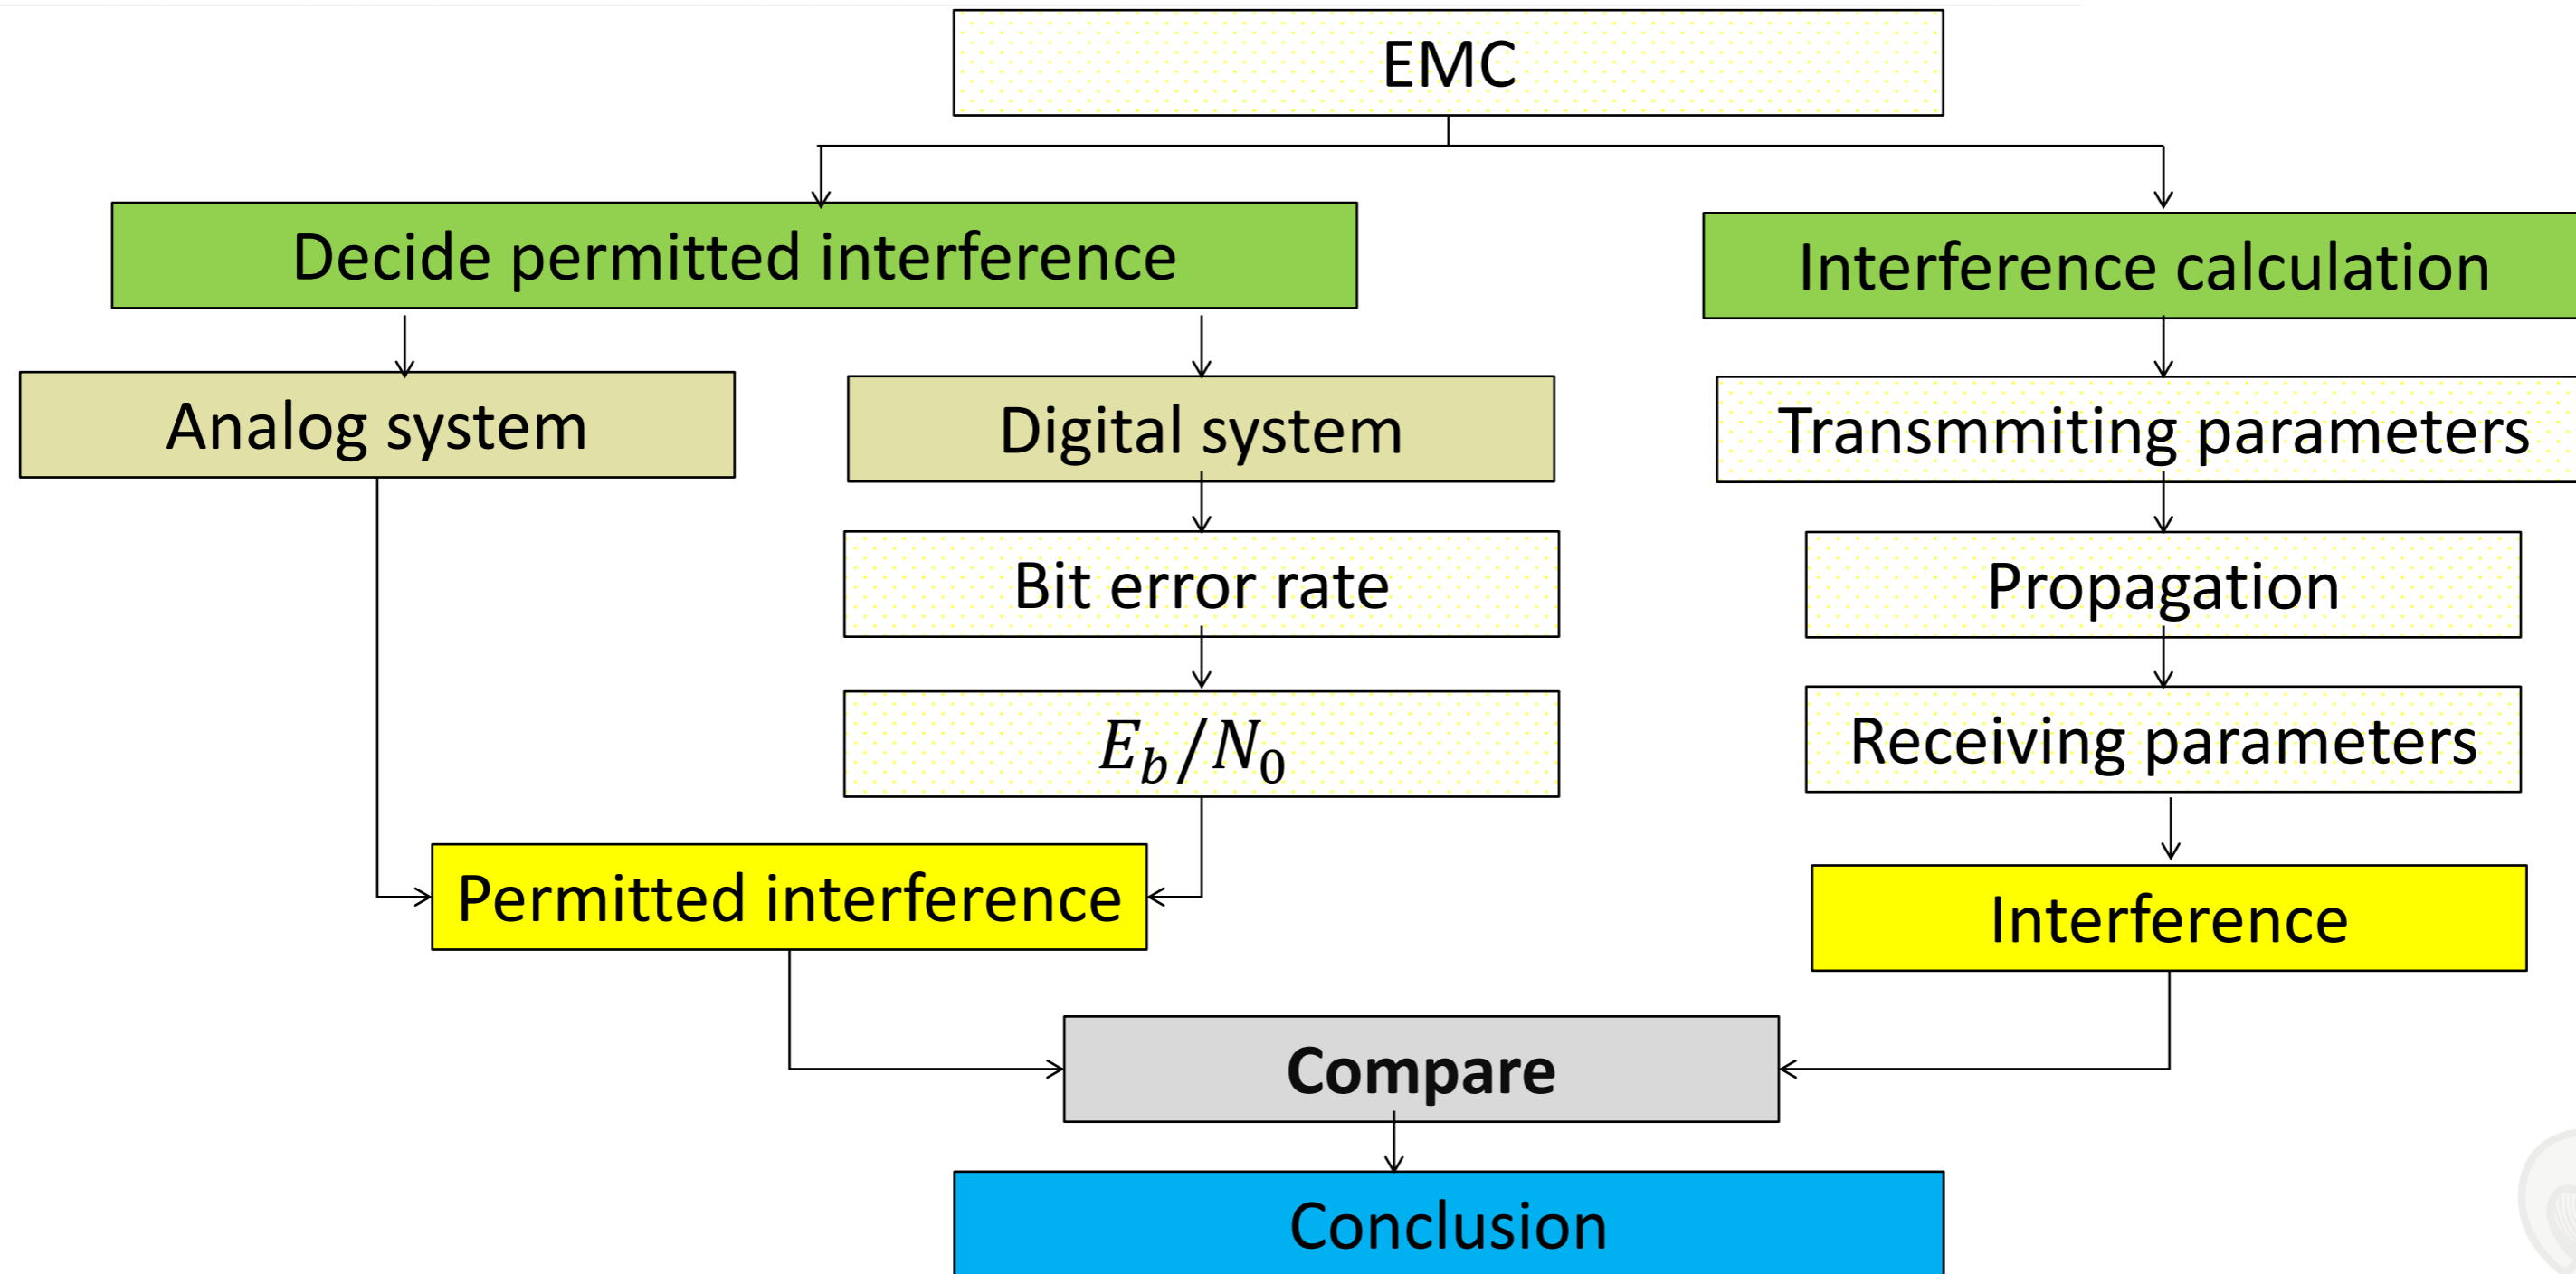 EMC
Decide permitted interference
Interference calculation
Analog system
Digital system
Transmmiting parameters
Bit error rate
Propagation
E_b/N_0
Receiving parameters
Permitted interference
Interference
Compare
Conclusion